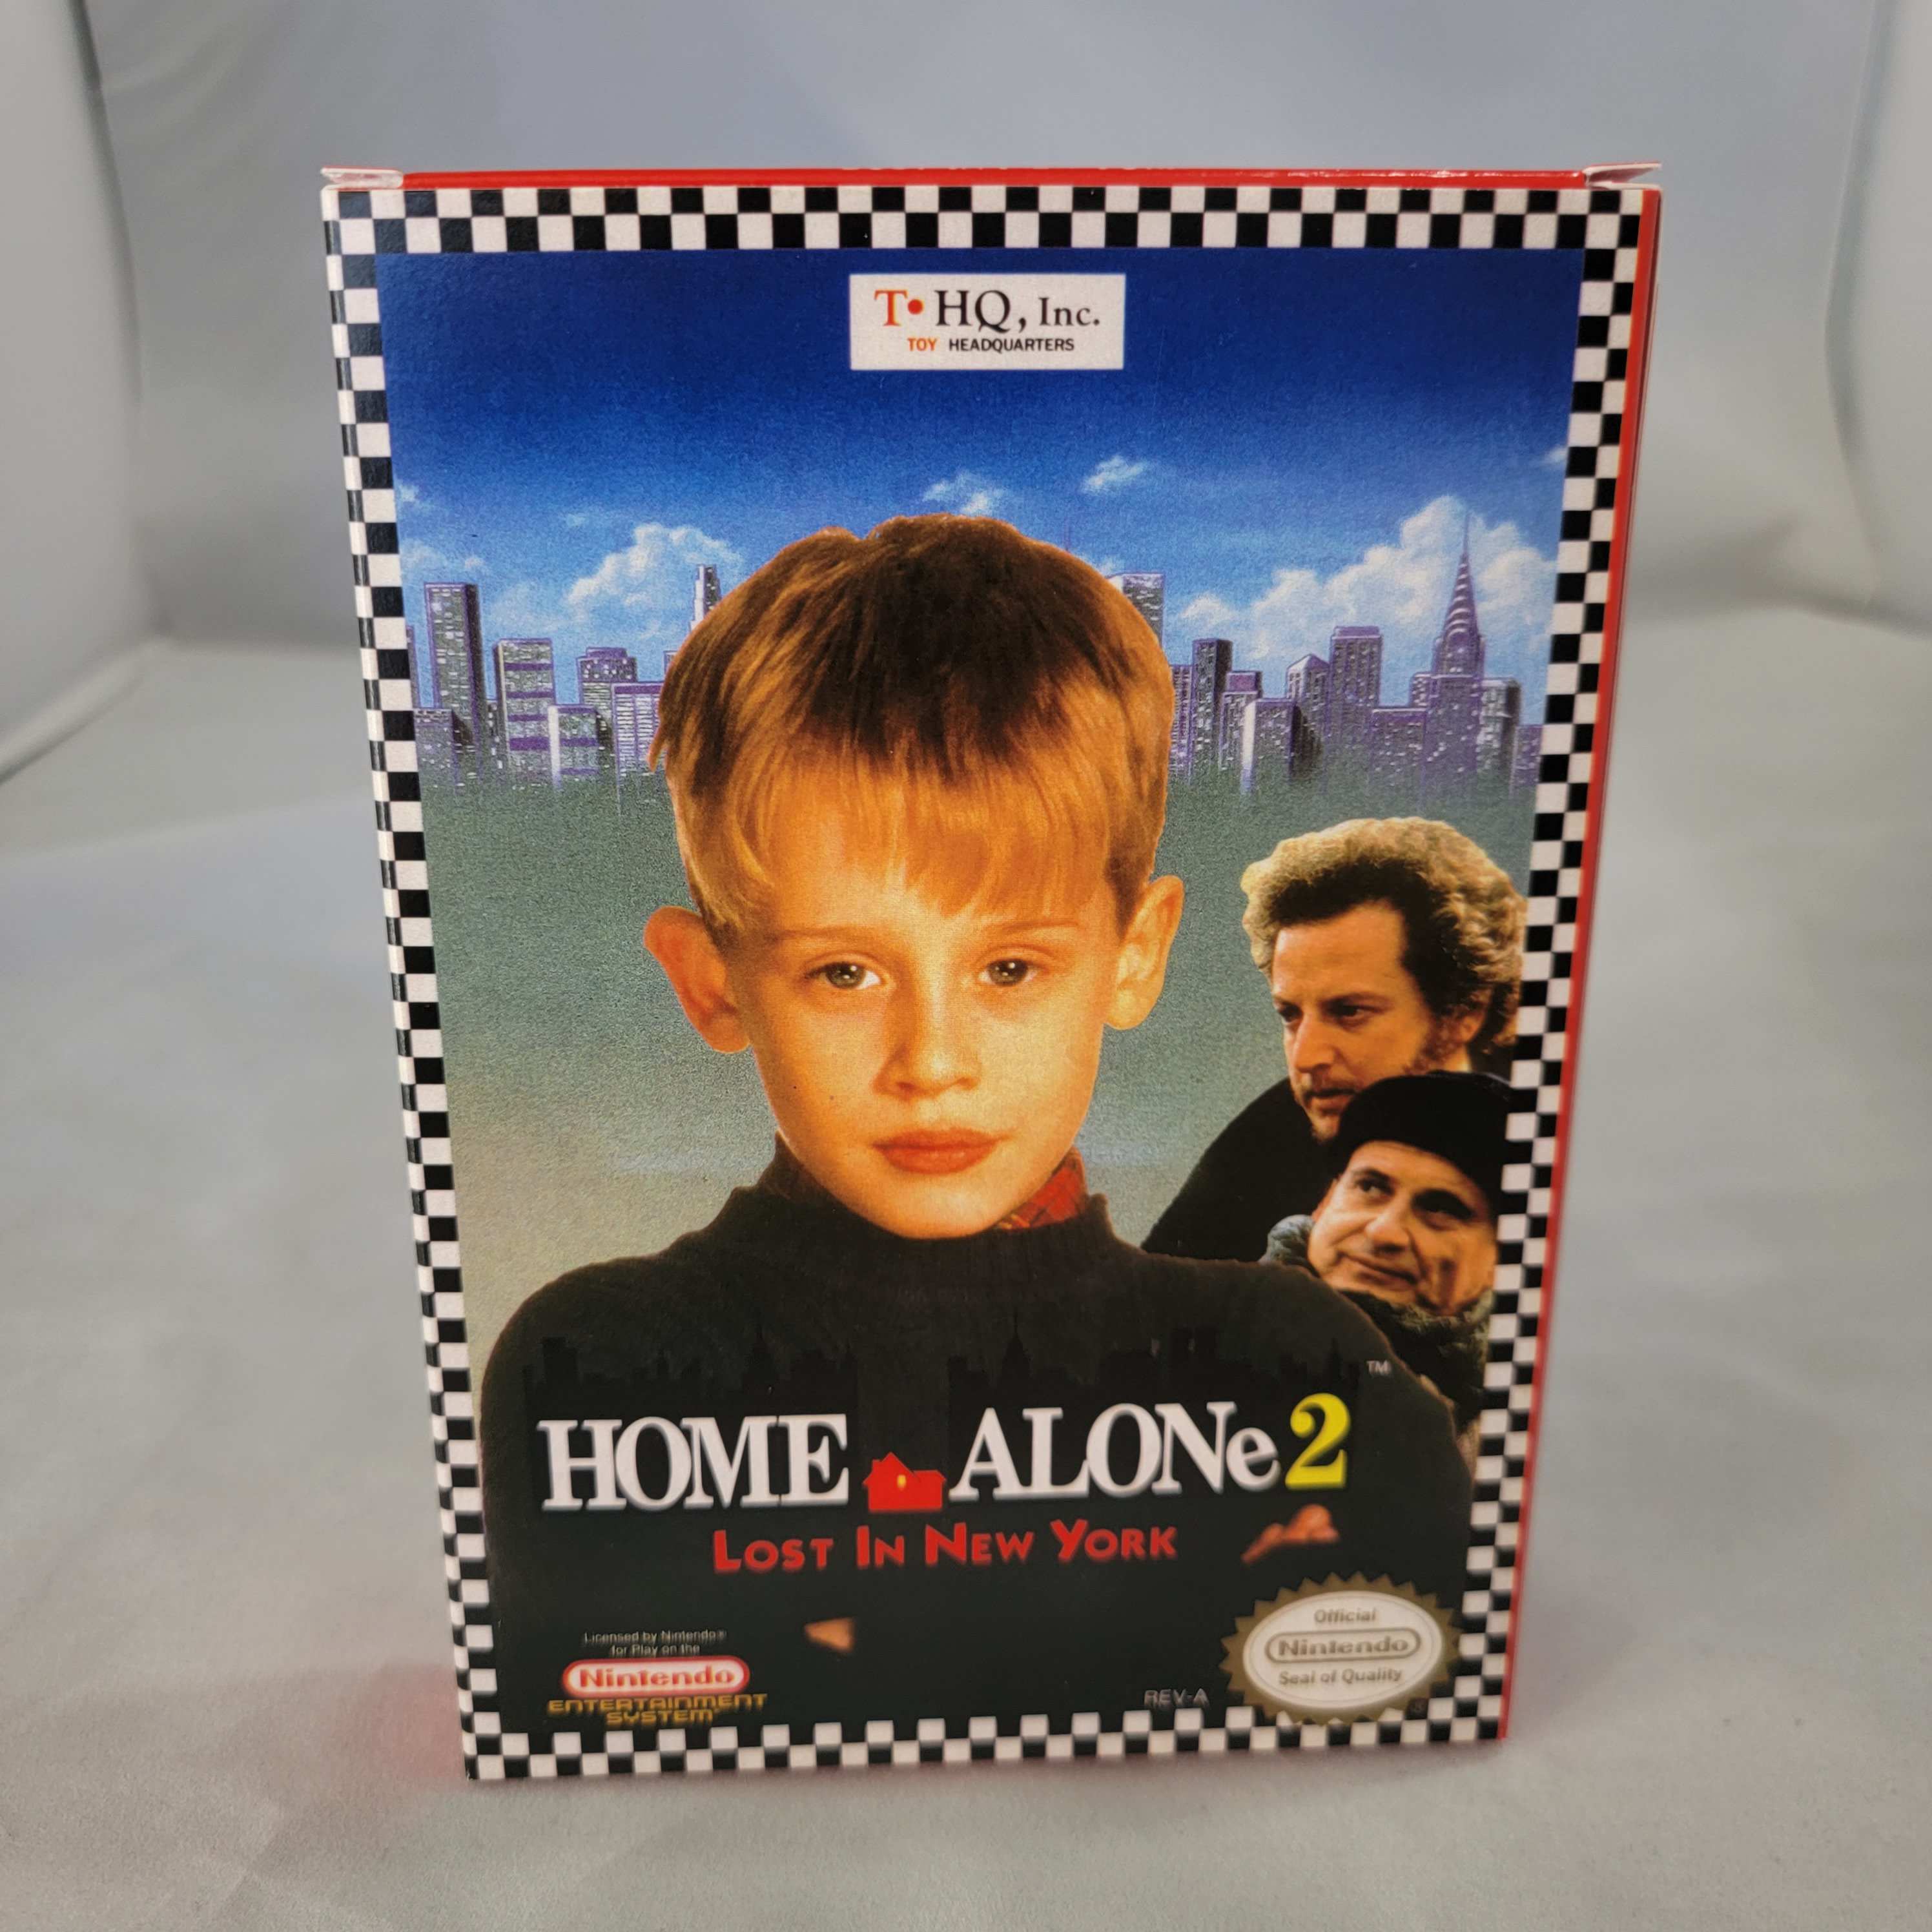 T•HQ, Inc.
TOY HEADQUARTERS
TM
HOME ALONe 2
LOST IN NEW YORK
Licensed by Nintendo®
for Play on the
Nintendo
ENTERTAINMENT
SYSTEM
REV-A
Official
Nintendo
Seal of Quality